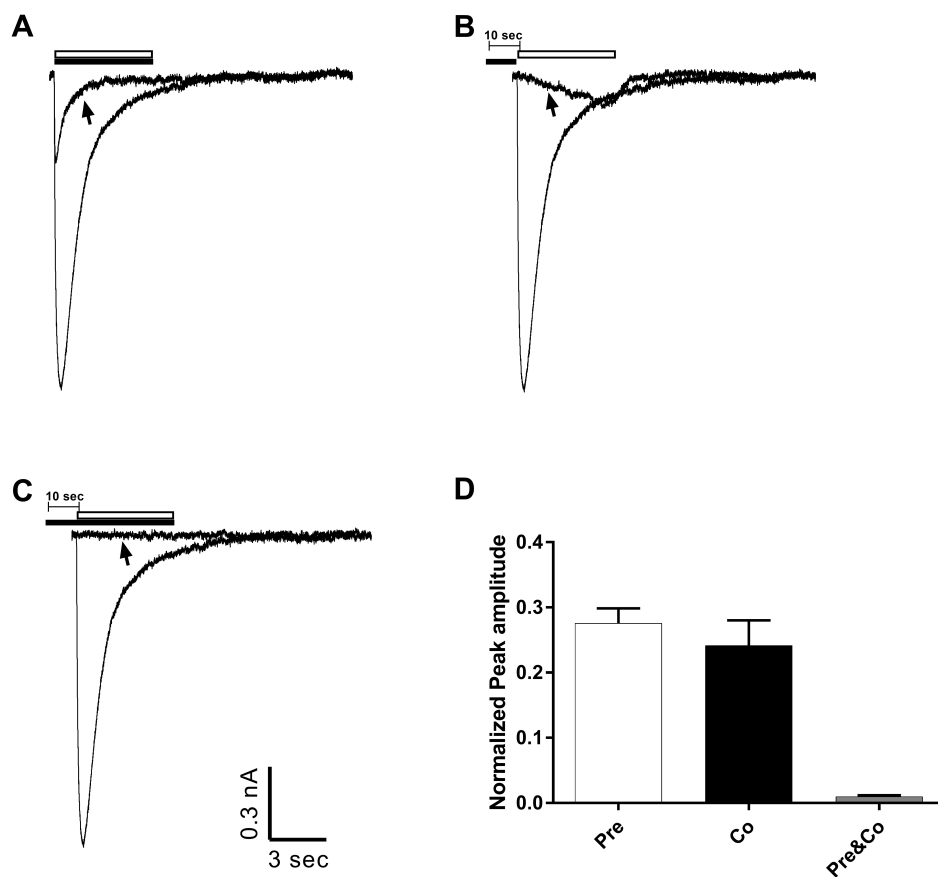 A
B
10 sec
C
10 sec
0.3 nA
3 sec
D
Normalized Peak amplitude
0.4
0.3
0.2
0.1
0.0
Pre
Co
Pre&Co